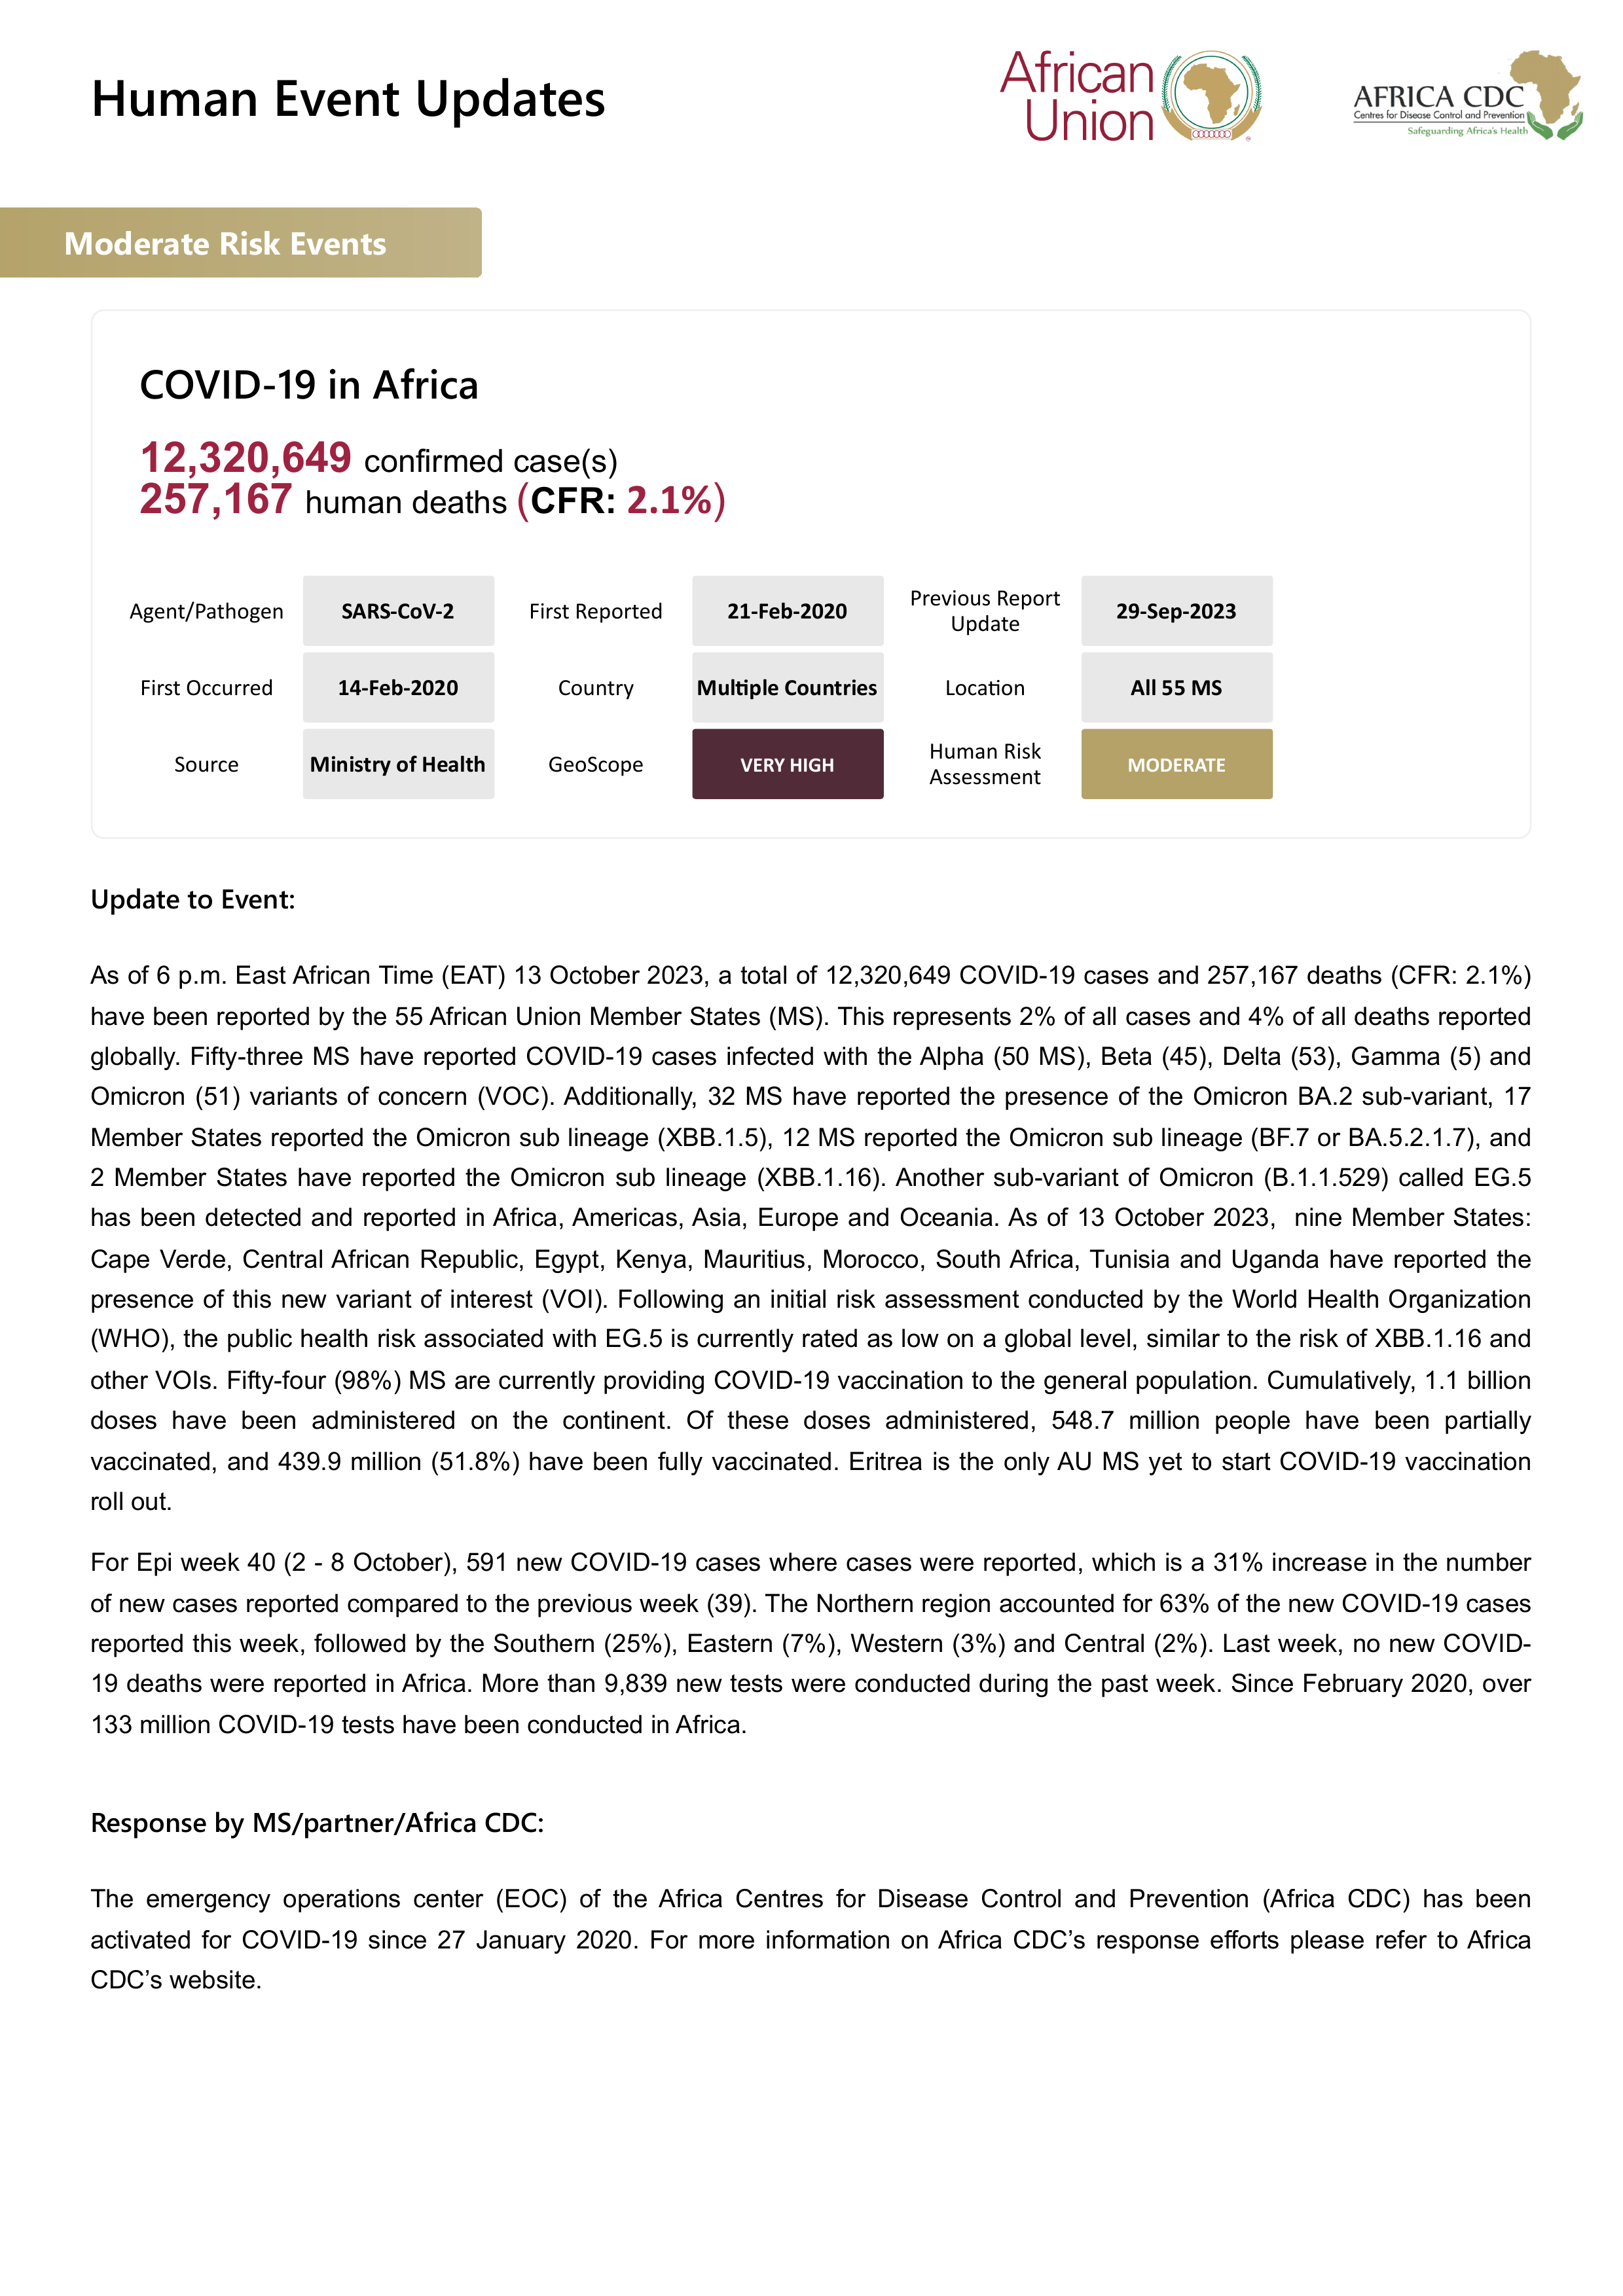 Human Event Updates
African
Union
AFRICA CDC
Centres for Disease Control and Prevention
Safeguarding Africa's Health
Moderate Risk Events
COVID-19 in Africa
12,320,649 confirmed case(s)
257,167 human deaths (CFR: 2.1%)
Agent/Pathogen SARS-CoV-2 First Reported 21-Feb-2020 Previous Report Update 29-Sep-2023
First Occurred 14-Feb-2020 Country Multiple Countries Location All 55 MS
Source Ministry of Health GeoScope VERY HIGH Human Risk Assessment MODERATE
Update to Event:
As of 6 p.m. East African Time (EAT) 13 October 2023, a total of 12,320,649 COVID-19 cases and 257,167 deaths (CFR: 2.1%)
have been reported by the 55 African Union Member States (MS). This represents 2% of all cases and 4% of all deaths reported
globally. Fifty-three MS have reported COVID-19 cases infected with the Alpha (50 MS), Beta (45), Delta (53), Gamma (5) and
Omicron (51) variants of concern (VOC). Additionally, 32 MS have reported the presence of the Omicron BA.2 sub-variant, 17
Member States reported the Omicron sub lineage (XBB.1.5), 12 MS reported the Omicron sub lineage (BF.7 or BA.5.2.1.7), and
2 Member States have reported the Omicron sub lineage (XBB.1.16). Another sub-variant of Omicron (B.1.1.529) called EG.5
has been detected and reported in Africa, Americas, Asia, Europe and Oceania. As of 13 October 2023, nine Member States:
Cape Verde, Central African Republic, Egypt, Kenya, Mauritius, Morocco, South Africa, Tunisia and Uganda have reported the
presence of this new variant of interest (VOI). Following an initial risk assessment conducted by the World Health Organization
(WHO), the public health risk associated with EG.5 is currently rated as low on a global level, similar to the risk of XBB.1.16 and
other VOIs. Fifty-four (98%) MS are currently providing COVID-19 vaccination to the general population. Cumulatively, 1.1 billion
doses have been administered on the continent. Of these doses administered, 548.7 million people have been partially
vaccinated, and 439.9 million (51.8%) have been fully vaccinated. Eritrea is the only AU MS yet to start COVID-19 vaccination
roll out.
For Epi week 40 (2 - 8 October), 591 new COVID-19 cases where cases were reported, which is a 31% increase in the number
of new cases reported compared to the previous week (39). The Northern region accounted for 63% of the new COVID-19 cases
reported this week, followed by the Southern (25%), Eastern (7%), Western (3%) and Central (2%). Last week, no new COVID-
19 deaths were reported in Africa. More than 9,839 new tests were conducted during the past week. Since February 2020, over
133 million COVID-19 tests have been conducted in Africa.
Response by MS/partner/Africa CDC:
The emergency operations center (EOC) of the Africa Centres for Disease Control and Prevention (Africa CDC) has been
activated for COVID-19 since 27 January 2020. For more information on Africa CDC’s response efforts please refer to Africa
CDC’s website.